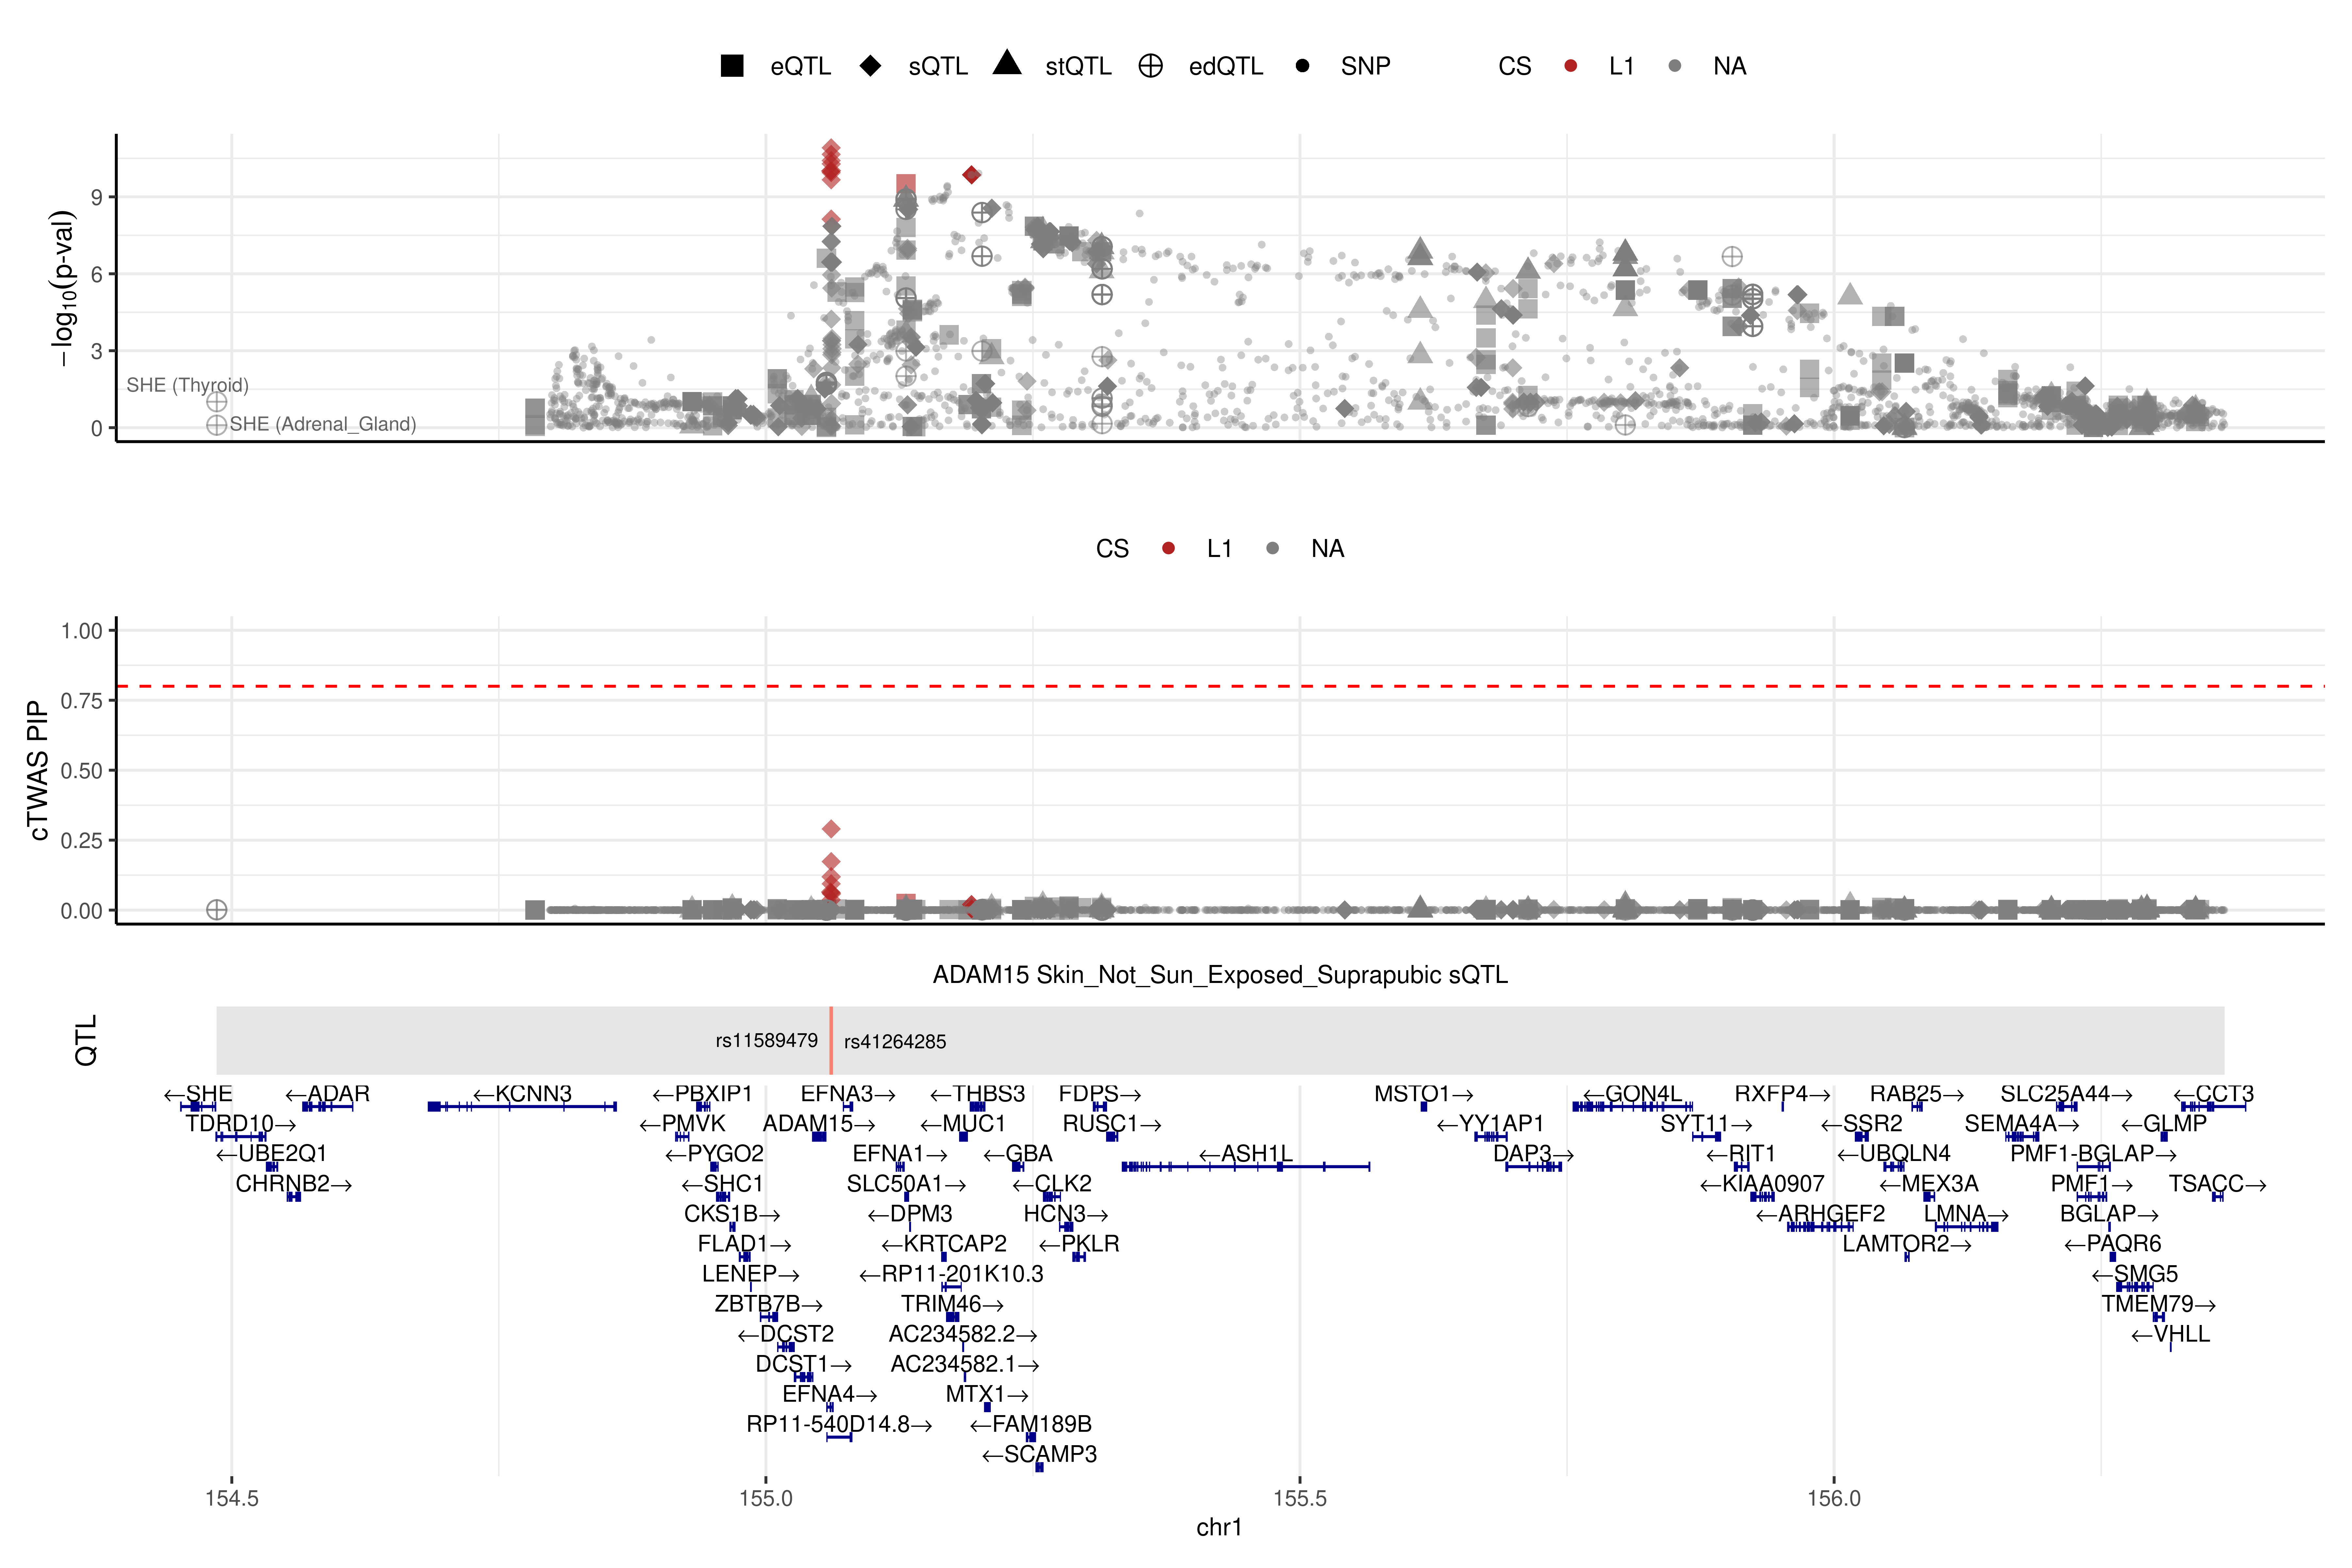 eQTL sQTL stQTL edQTL SNP CS L1 NA
−log10(p-val)
9
6
3
0
SHE (Thyroid)
SHE (Adrenal_Gland)
CS L1 NA
cTWAS PIP
1.00
0.75
0.50
0.25
0.00
ADAM15 Skin_Not_Sun_Exposed_Suprapubic sQTL
QTL
rs11589479 rs41264285
←SHE ←ADAR ←KCNN3 ←PBXIP1 EFNA3→ ←THBS3 FDPS→ MSTO1→ ←GON4L RXFP4→ RAB25→ SLC25A44→ ←CCT3
TDRD10→ ←PMVK ADAM15→ ←MUC1 RUSC1→ ←YY1AP1 SYT11→ ←SSR2 SEMA4A→ ←GLMP
←UBE2Q1 ←PYGO2 EFNA1→ ←GBA ←ASH1L DAP3→ ←RIT1 ←UBQLN4 PMF1-BGLAP→
CHRNB2→ ←SHC1 SLC50A1→ ←CLK2 ←KIAA0907 ←MEX3A PMF1→ TSACC→
CKS1B→ ←DPM3 HCN3→ ←ARHGEF2 LMNA→ BGLAP→
FLAD1→ ←KRTCAP2 ←PKLR LAMTOR2→ ←PAQR6
LENEP→ ←RP11-201K10.3 ←SMG5
ZBTB7B→ TRIM46→ TMEM79→
←DCST2 AC234582.2→ ←VHLL
DCST1→ AC234582.1→
EFNA4→ MTX1→
RP11-540D14.8→ ←FAM189B
←SCAMP3
154.5 155.0 155.5 156.0
chr1